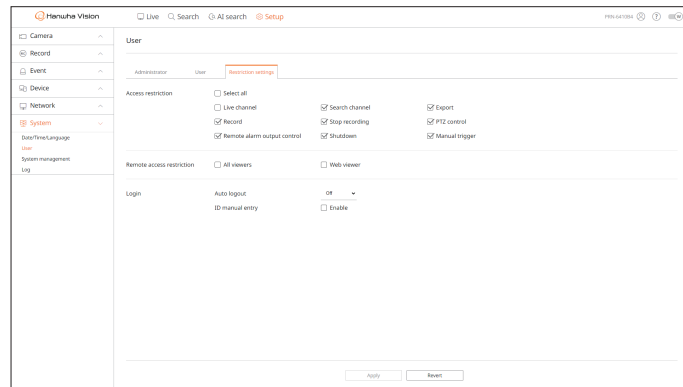 Hanwha Vision
Live Search AI search Setup
PRN-6410B4 ?
Camera
Record
Event
Device
Network
System
Date/Time/Language
User
System management
Log
User
Administrator User Restriction settings
Access restriction Select all
Live channel Search channel Export
Record Stop recording PTZ control
Remote alarm output control Shutdown Manual trigger
Remote access restriction All viewers Web viewer
Login Auto logout Off
ID manual entry Enable
Apply Revert